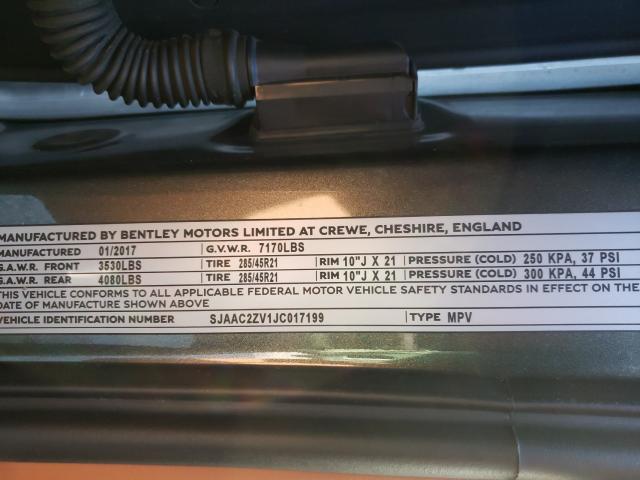 MANUFACTURED BY BENTLEY MOTORS LIMITED AT CREWE, CHESHIRE, ENGLAND
MANUFACTURED 01/2017 G.V.W.R. 7170LBS
G.A.W.R. FRONT 3530LBS TIRE 285/45R21 RIM 10"J X 21 PRESSURE (COLD) 250 KPA, 37 PSI
G.A.W.R. REAR 4080LBS TIRE 285/45R21 RIM 10"J X 21 PRESSURE (COLD) 300 KPA, 44 PSI
THIS VEHICLE CONFORMS TO ALL APPLICABLE FEDERAL MOTOR VEHICLE SAFETY STANDARDS IN EFFECT ON THE
DATE OF MANUFACTURE SHOWN ABOVE
VEHICLE IDENTIFICATION NUMBER SJAAC2ZV1JC017199 TYPE MPV